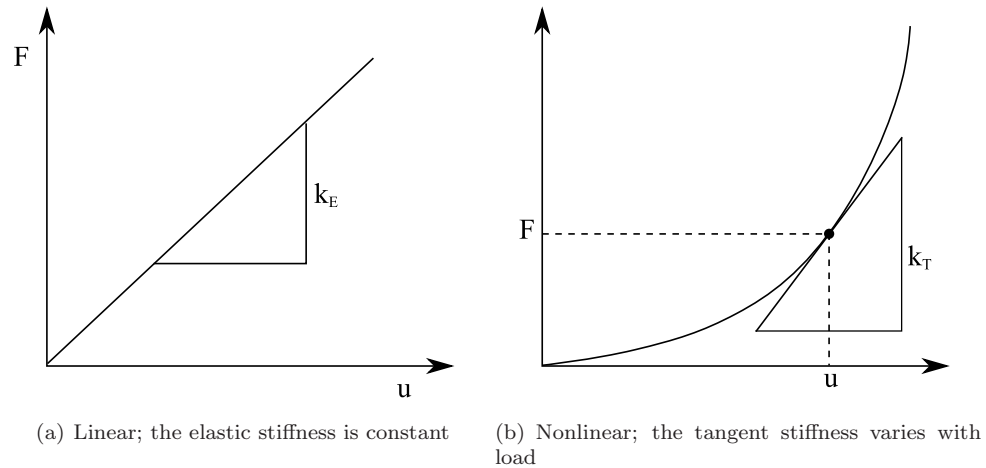 F
k_E
u
(a) Linear; the elastic stiffness is constant
F
k_T
u
(b) Nonlinear; the tangent stiffness varies with
load